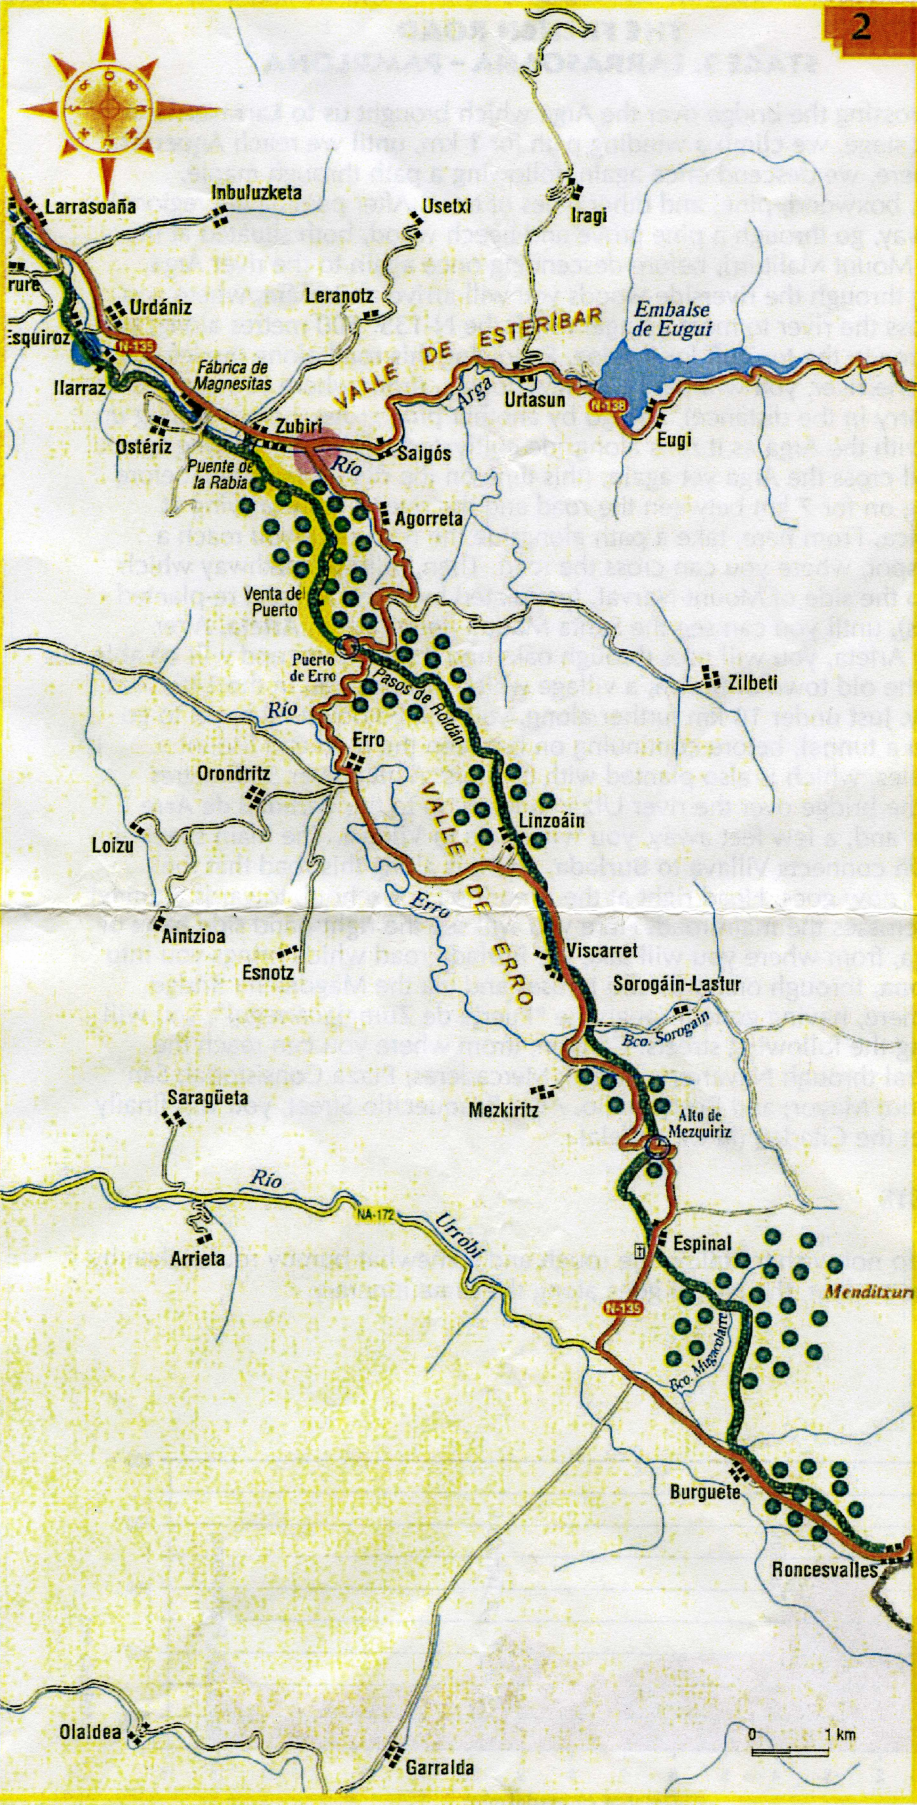 2
Larrasoaña
Inbuluzketa
Usetxi
Iragi
rure
Urdániz
Leranotz
Esquiroz
N-135
VALLE DE ESTERÍBAR
Embalse
de Eugui
Ilarraz
Fábrica de
Magnesitas
Arga
Urtasun
N-138
Eugi
Ostériz
Zubiri
Saigós
Río
Puente de
la Rabia
Agorreta
Venta del
Puerto
Puerto
de Erro
Pasos de Roldán
Zilbeti
Río
Erro
Orondritz
VALLE DE ERRO
Loizu
Linzoáin
Erro
Aintzioa
Esnotz
Viscarret
Sorogáin-Lastur
Bco. Sorogain
Mezkiritz
Saragüeta
Alto de
Mezquiriz
Río
NA-172
Urrobi
Arrieta
Espinal
Menditxuri
N-135
Bco. Mugacolarre
Burguete
Roncesvalles
Olaldea
Garralda
0 1 km